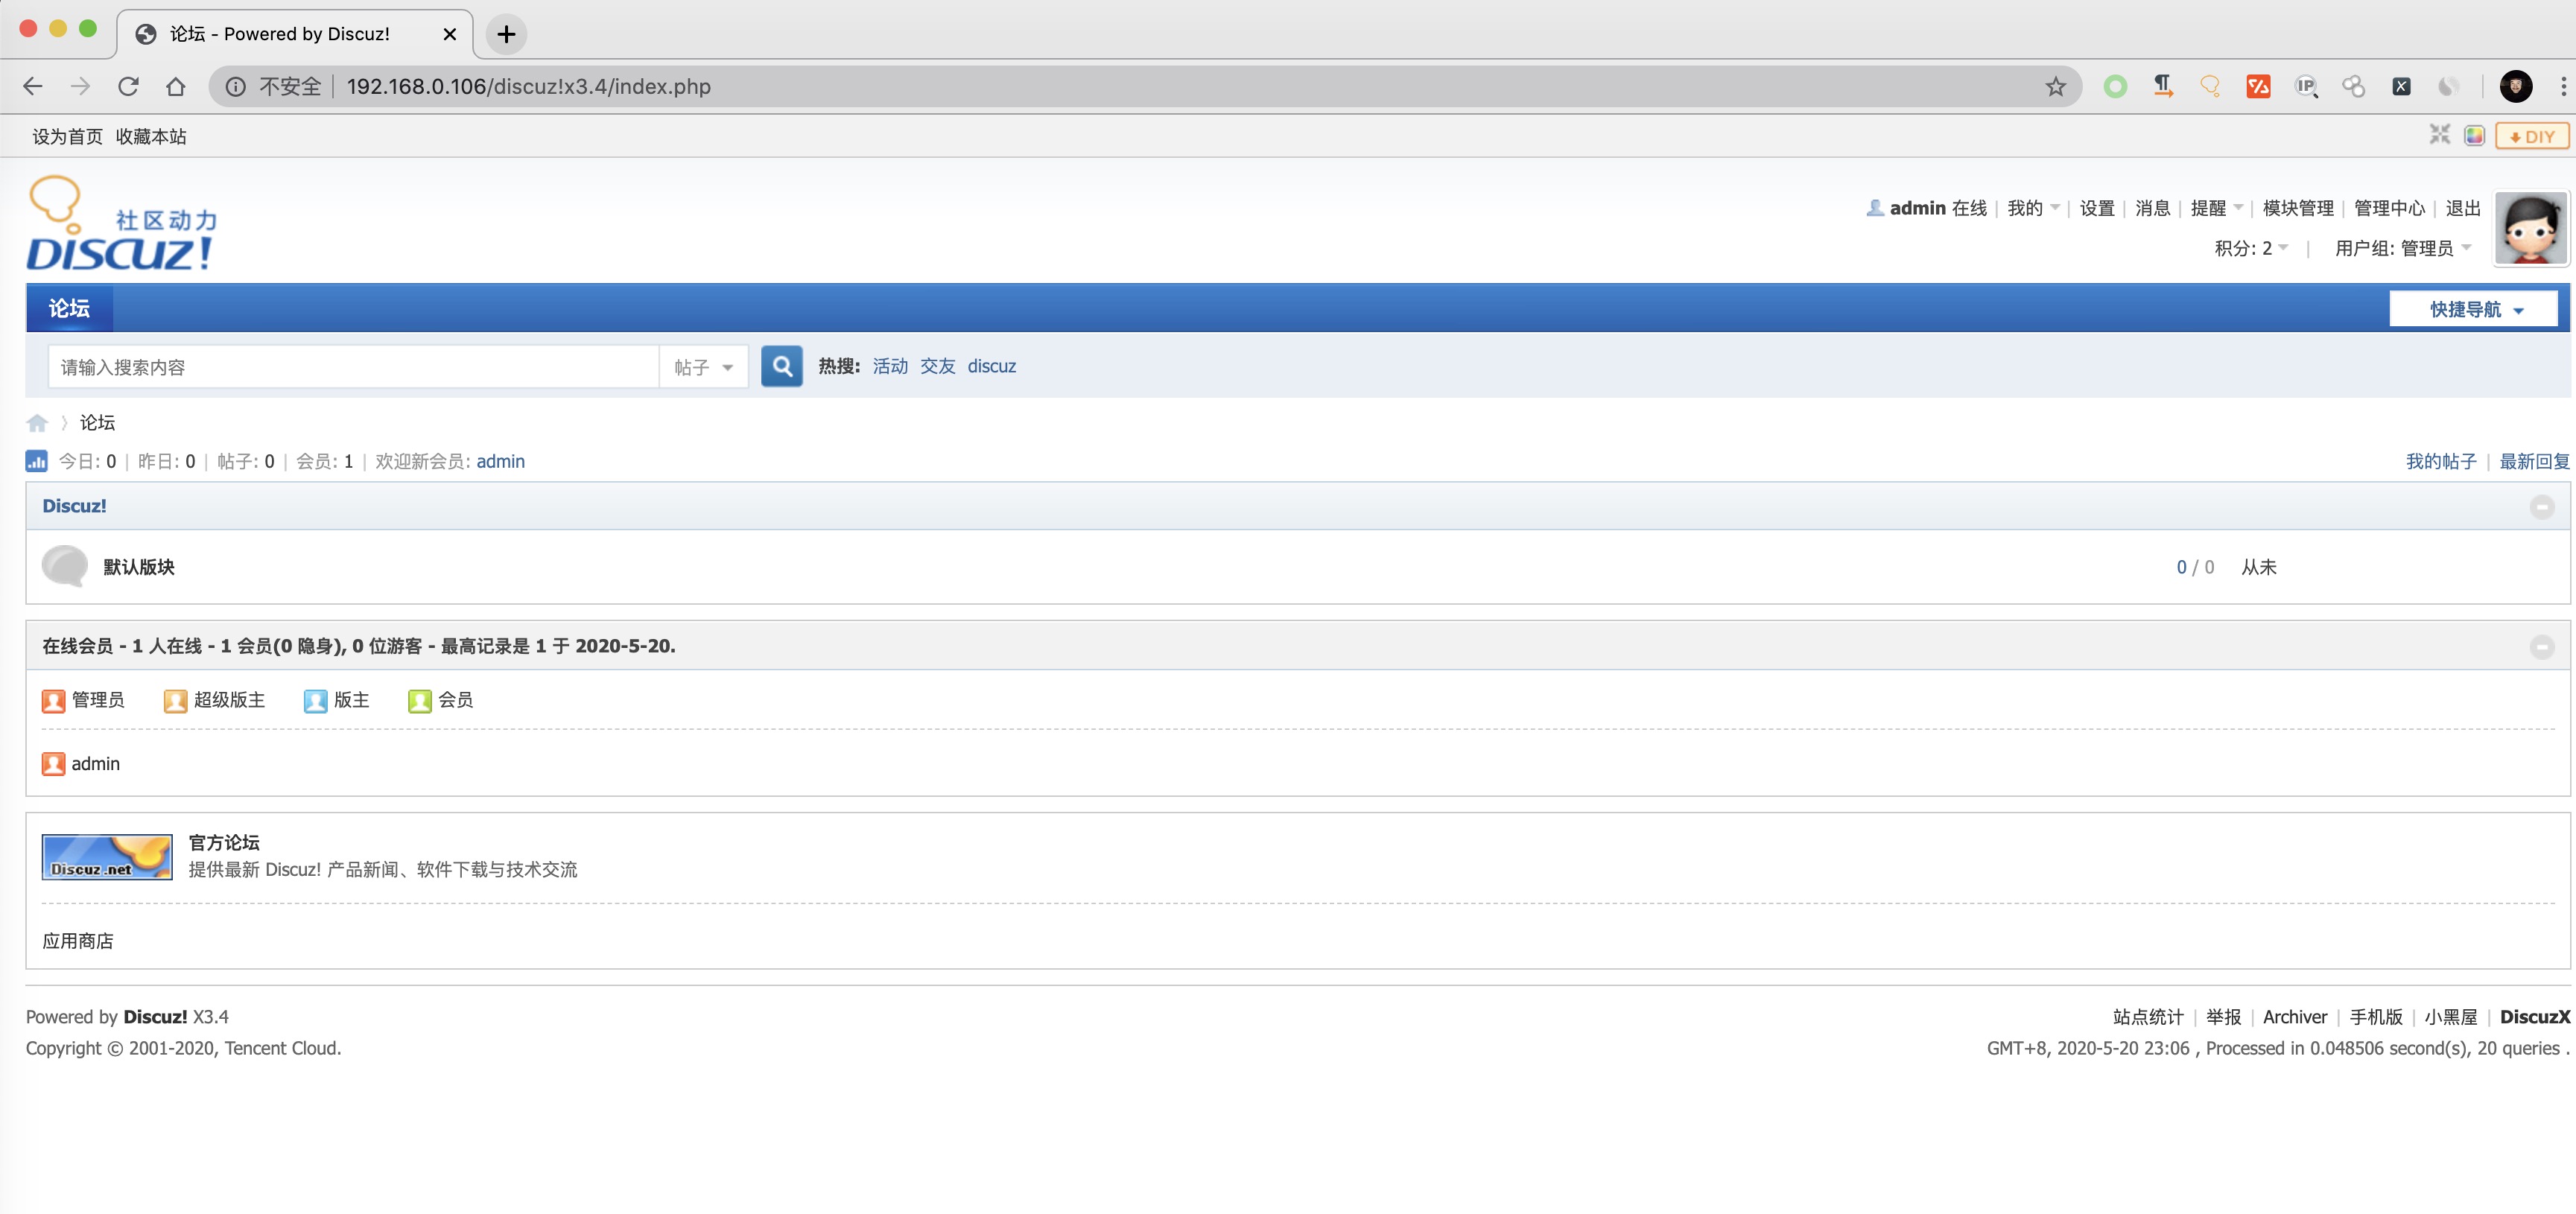 论坛 - Powered by Discuz!
不安全 192.168.0.106/discuz!x3.4/index.php
设为首页 收藏本站
DIY
社区动力
DISCUZ!
admin 在线 | 我的 | 设置 | 消息 | 提醒 | 模块管理 | 管理中心 | 退出
积分: 2 | 用户组: 管理员
论坛
快捷导航
请输入搜索内容 帖子 热搜: 活动 交友 discuz
论坛
今日: 0 | 昨日: 0 | 帖子: 0 | 会员: 1 | 欢迎新会员: admin
我的帖子 | 最新回复
Discuz!
默认版块 0 / 0 从未
在线会员 - 1 人在线 - 1 会员(0 隐身), 0 位游客 - 最高记录是 1 于 2020-5-20.
管理员 超级版主 版主 会员
admin
Discuz.net
官方论坛
提供最新 Discuz! 产品新闻、软件下载与技术交流
应用商店
Powered by Discuz! X3.4
Copyright © 2001-2020, Tencent Cloud.
站点统计 | 举报 | Archiver | 手机版 | 小黑屋 | DiscuzX
GMT+8, 2020-5-20 23:06 , Processed in 0.048506 second(s), 20 queries .